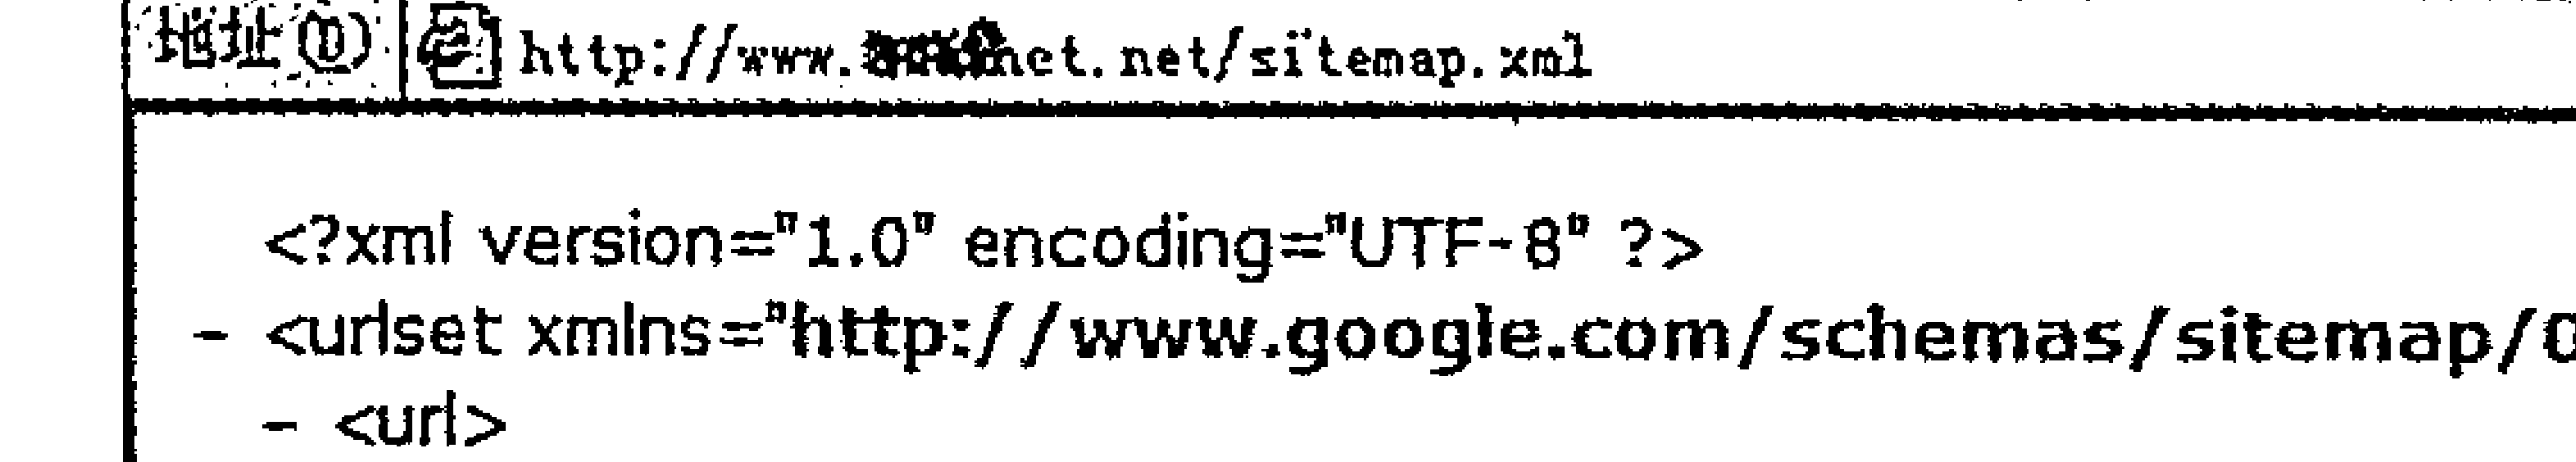 地址(D) http://www.net.net/sitemap.xml
<?xml version="1.0" encoding="UTF-8" ?>
- <urlset xmlns="http://www.google.com/schemas/sitemap/0
- <url>